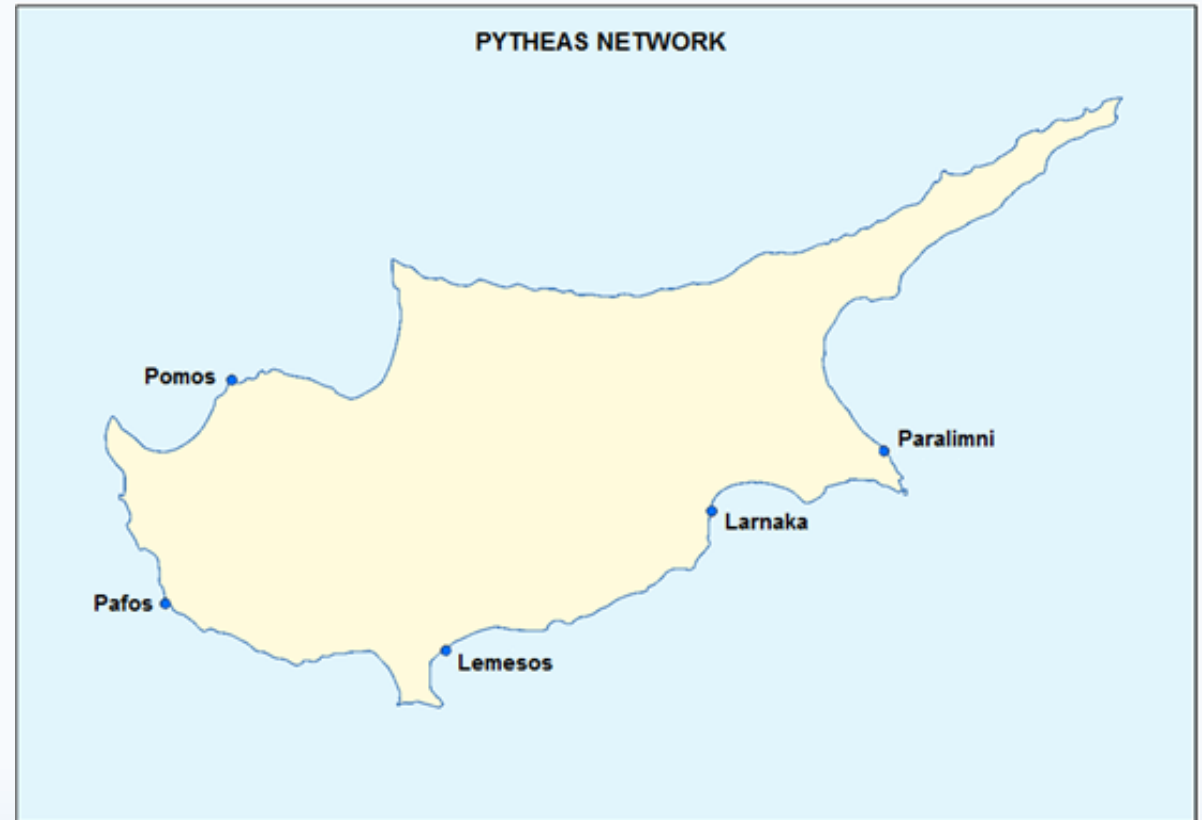 PYTHEAS NETWORK
Pomos
Paralimni
Larnaka
Pafos
Lemesos